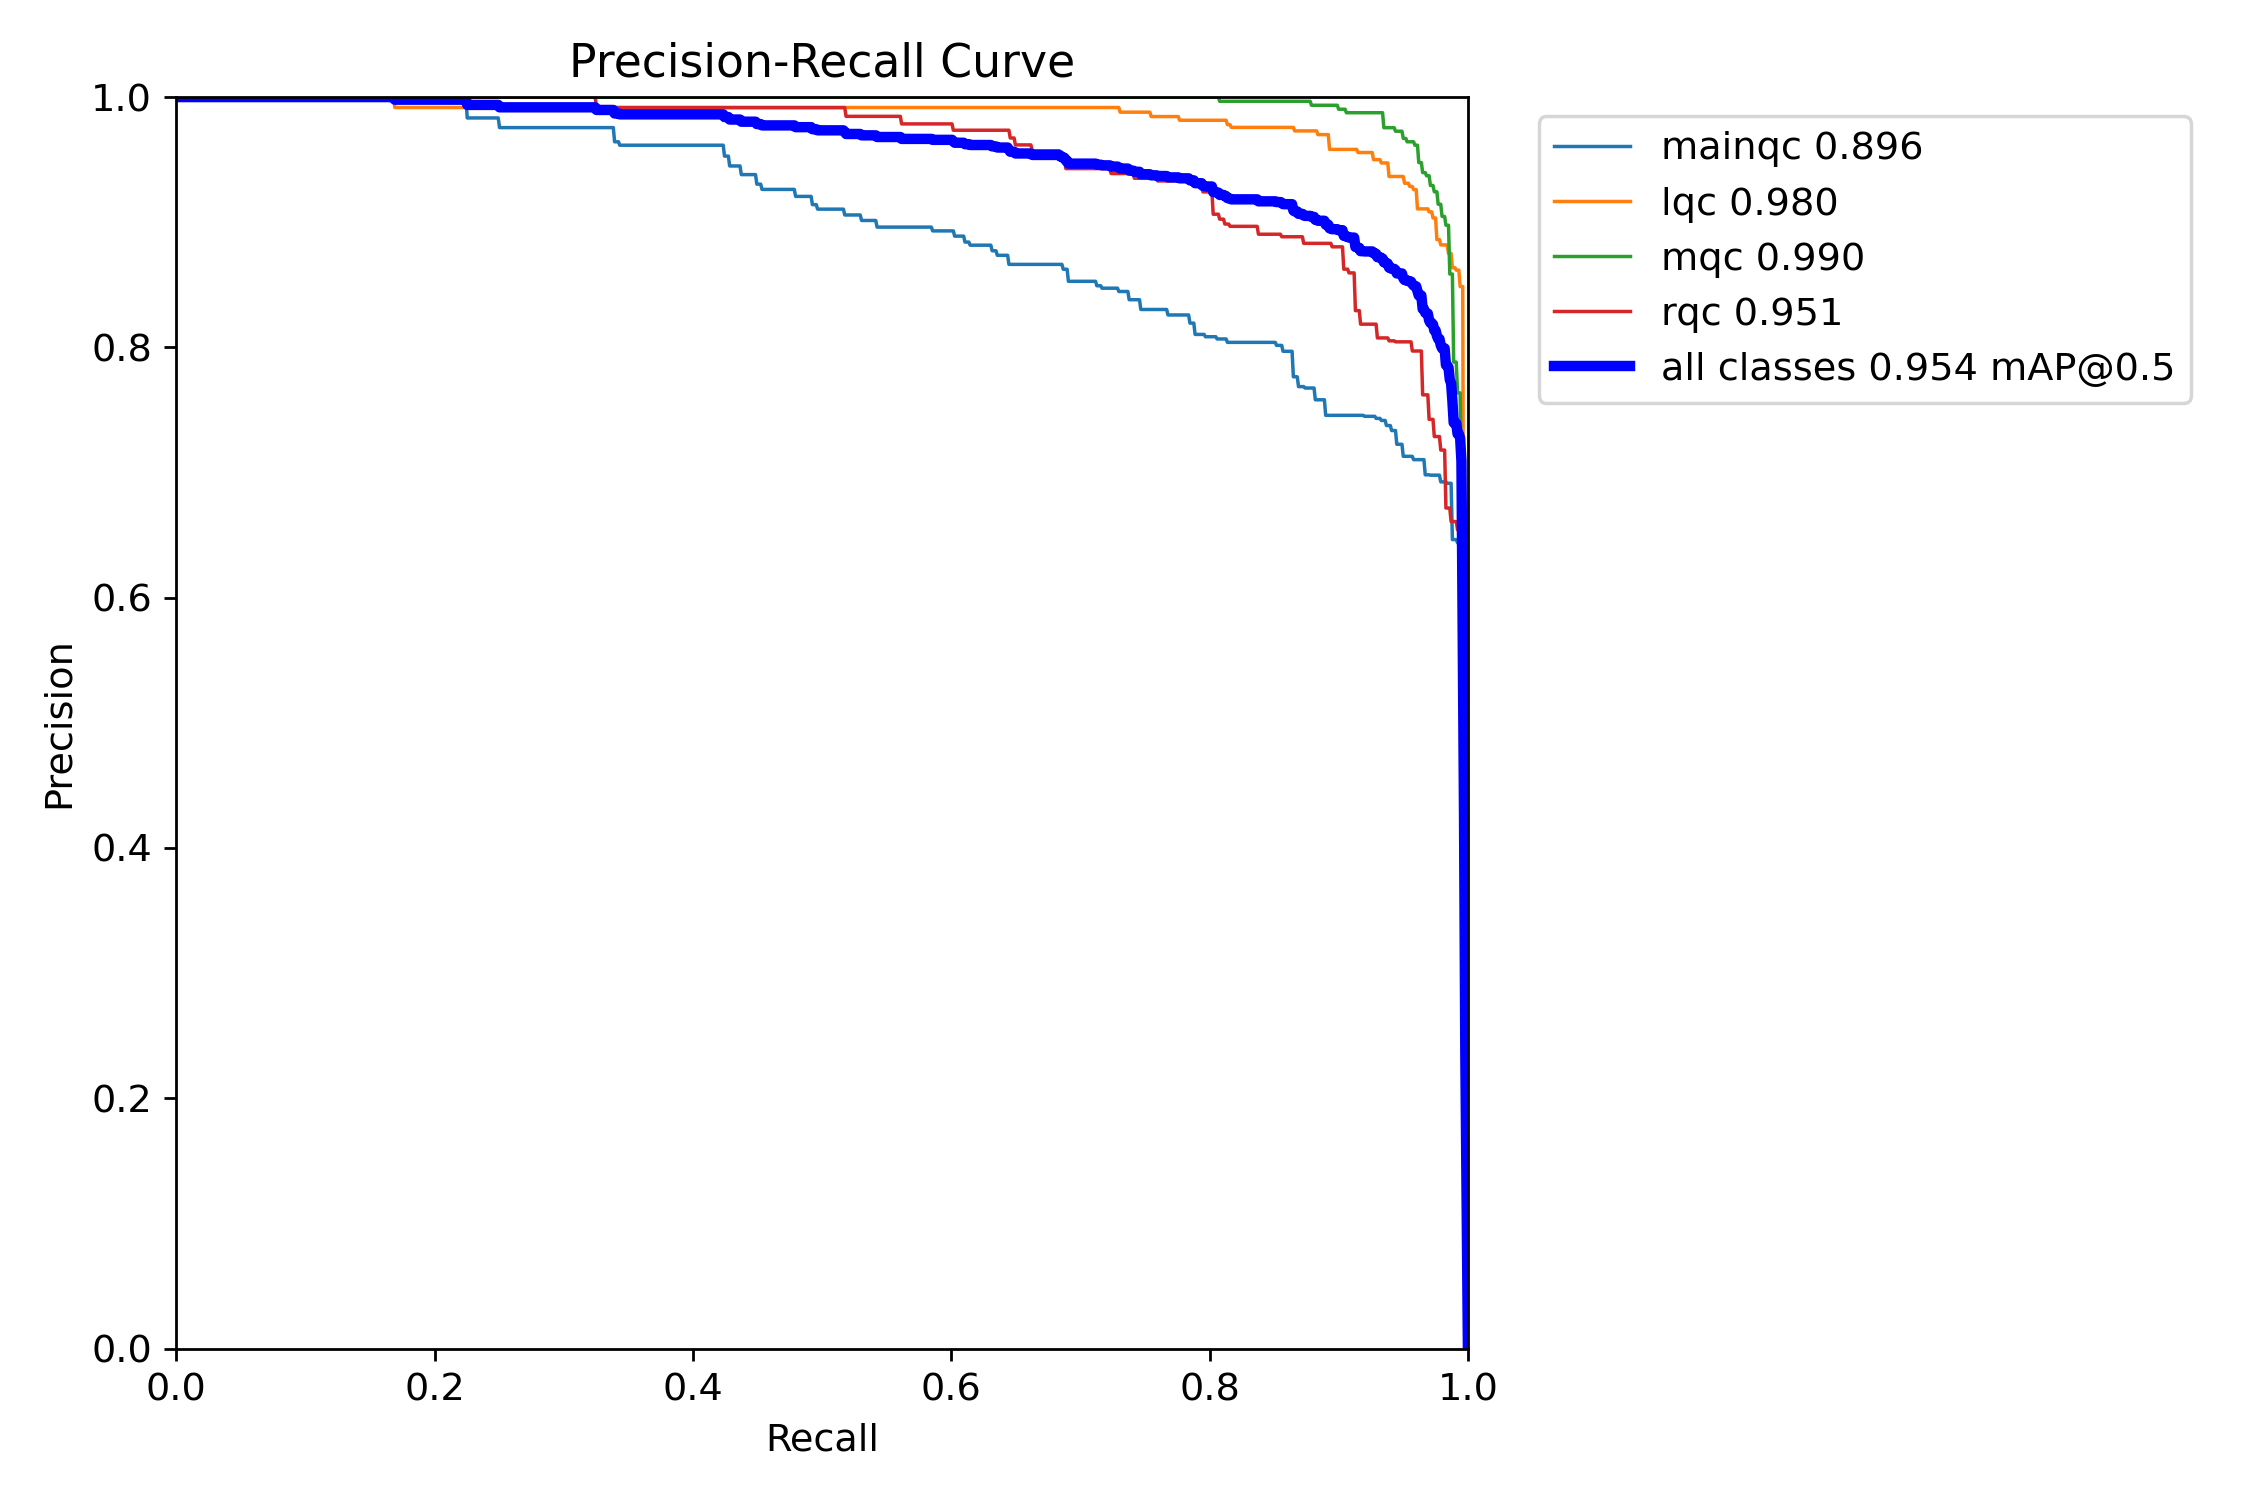 Precision-Recall Curve
1.0
0.8
0.6
0.4
0.2
0.0
Precision
0.0 0.2 0.4 0.6 0.8 1.0
Recall
mainqc 0.896
lqc 0.980
mqc 0.990
rqc 0.951
all classes 0.954 mAP@0.5